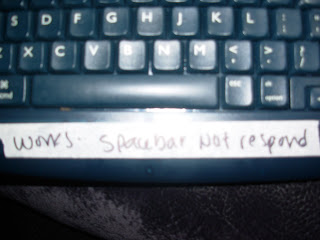 S D F G H J K L
Z X C V B N M < >
works - Spacebar Not respond